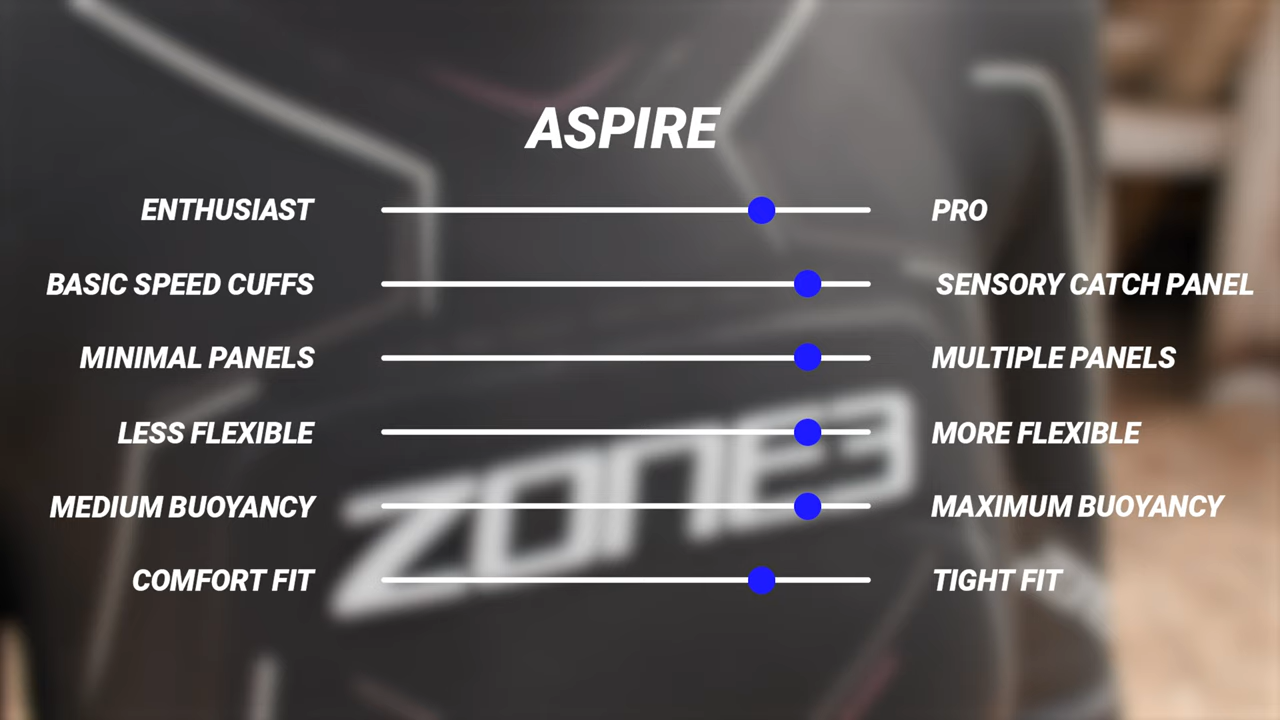 ASPIRE
ENTHUSIAST PRO
BASIC SPEED CUFFS SENSORY CATCH PANEL
MINIMAL PANELS MULTIPLE PANELS
LESS FLEXIBLE MORE FLEXIBLE
ZONE3
MEDIUM BUOYANCY MAXIMUM BUOYANCY
COMFORT FIT TIGHT FIT